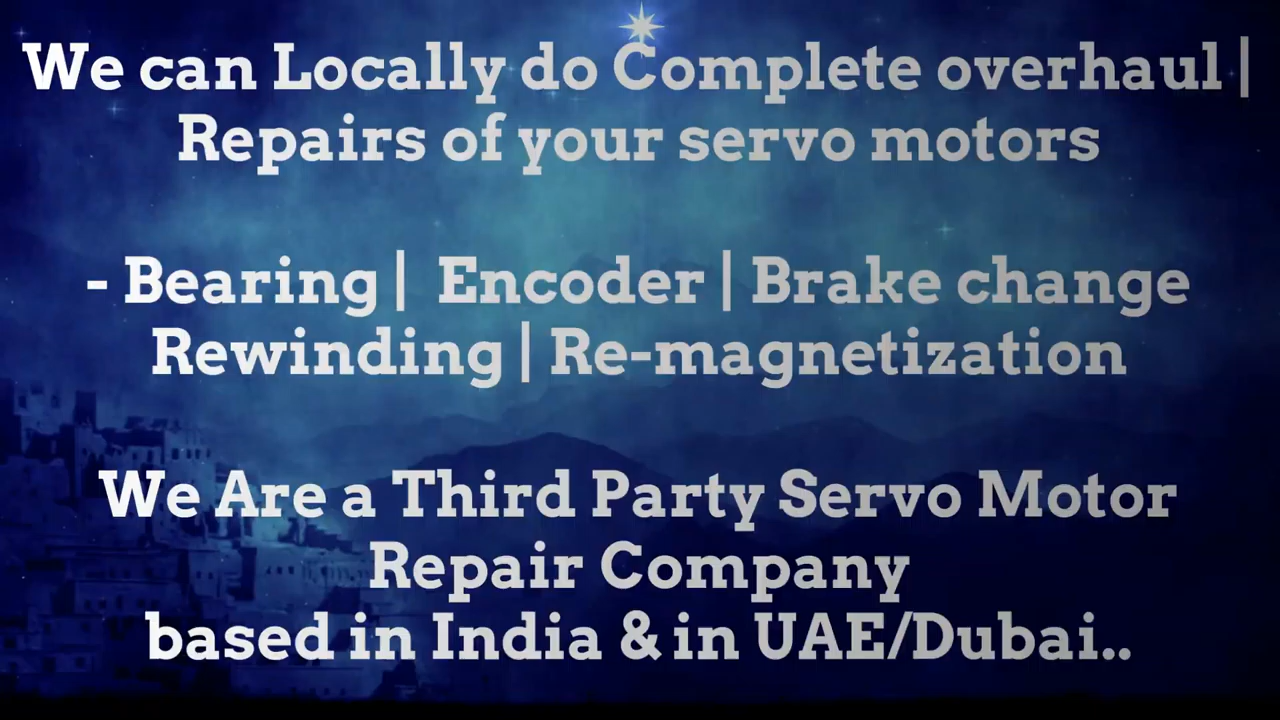 We can Locally do Complete overhaul |
Repairs of your servo motors
- Bearing | Encoder | Brake change
Rewinding | Re-magnetization
We Are a Third Party Servo Motor
Repair Company
based in India & in UAE/Dubai..